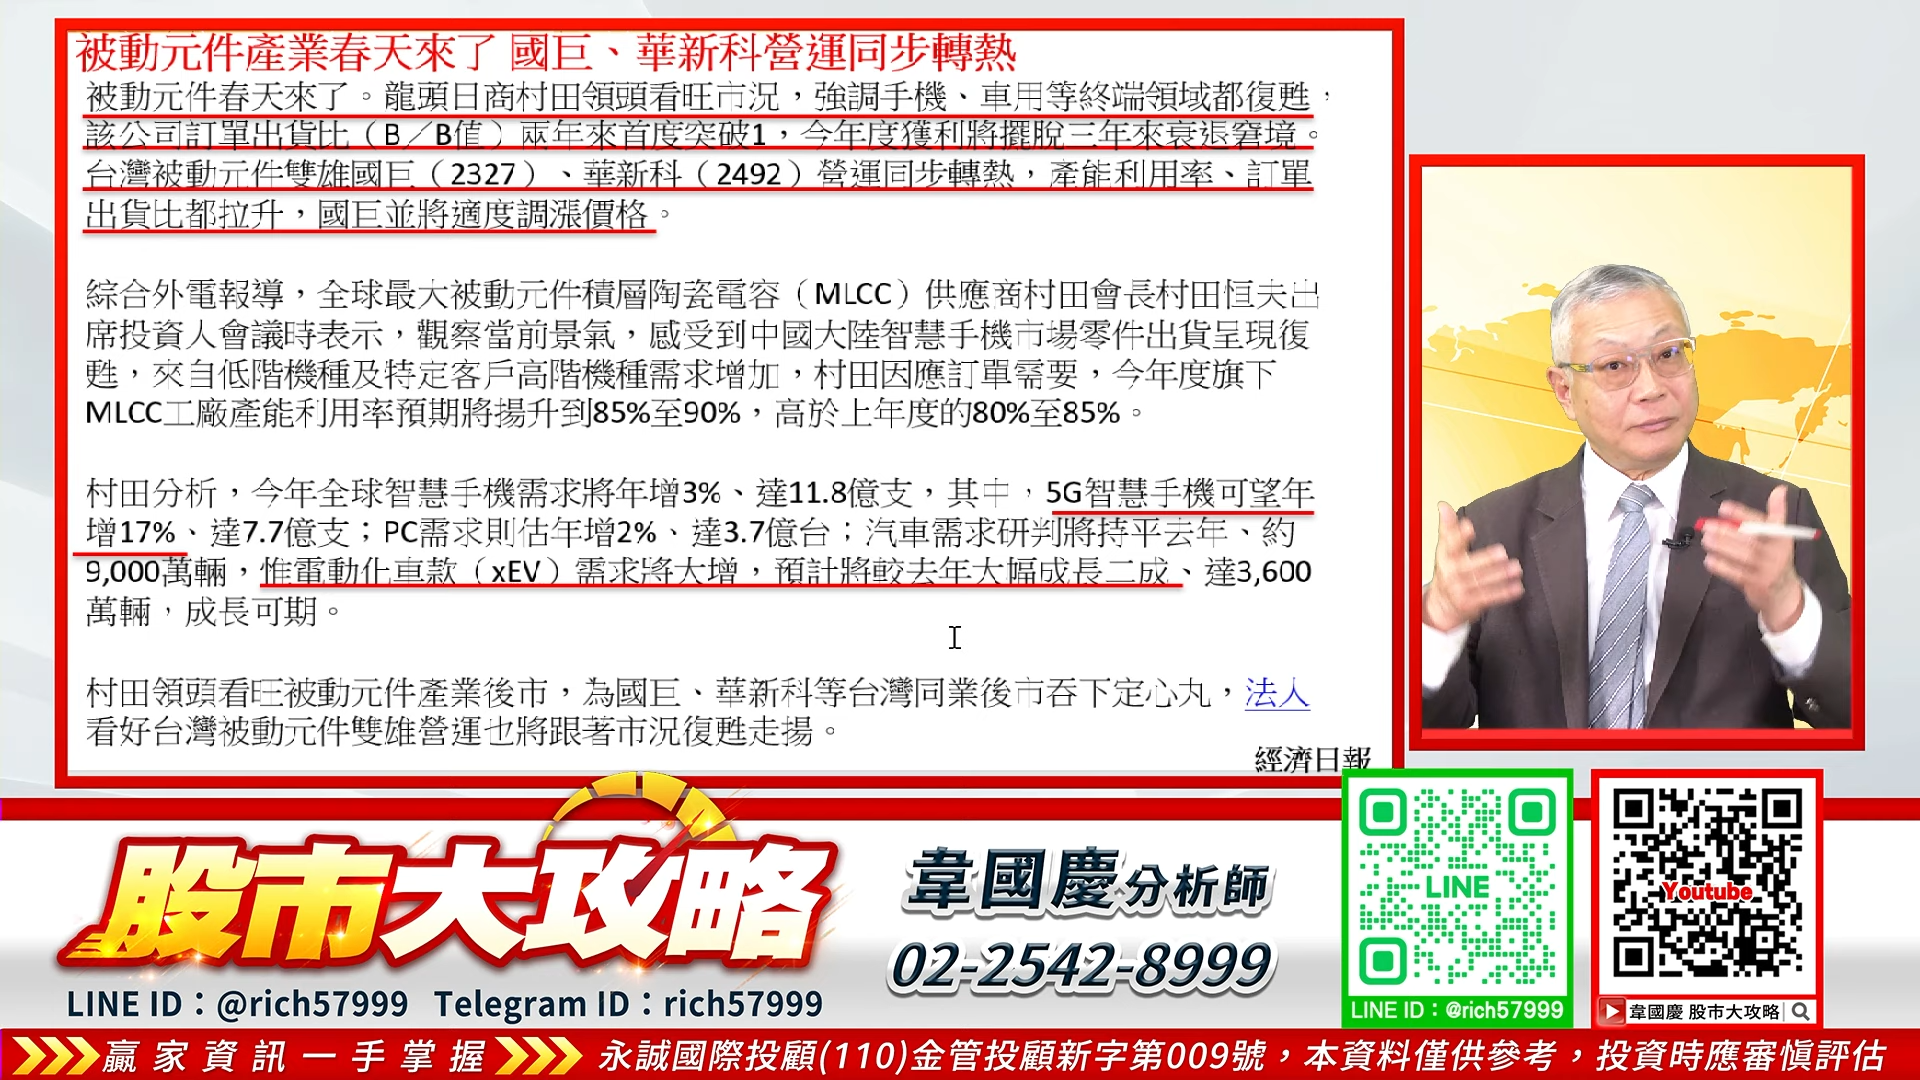 被動元件產業春天來了 國巨、華新科營運同步轉熱
被動元件春天來了。龍頭日商村田領頭看旺市況，強調手機、車用等終端領域都復甦，
該公司訂單出貨比（B／B值）兩年來首度突破1，今年度獲利將擺脫三年來衰退窘境。
台灣被動元件雙雄國巨（2327）、華新科（2492）營運同步轉熱，產能利用率、訂單
出貨比都拉升，國巨並將適度調漲價格。
綜合外電報導，全球最大被動元件積層陶瓷電容（MLCC）供應商村田會長村田恒夫出
席投資人會議時表示，觀察當前景氣，感受到中國大陸智慧手機市場零件出貨呈現復
甦，來自低階機種及特定客戶高階機種需求增加，村田因應訂單需要，今年度旗下
MLCC工廠產能利用率預期將揚升到85%至90%，高於上年度的80%至85%。
村田分析，今年全球智慧手機需求將年增3%、達11.8億支，其中，5G智慧手機可望年
增17%、達7.7億支；PC需求則估年增2%、達3.7億台；汽車需求研判將持平去年、約
9,000萬輛，惟電動化車款（xEV）需求將大增，預計將較去年大幅成長二成、達3,600
萬輛，成長可期。
村田領頭看旺被動元件產業後市，為國巨、華新科等台灣同業後市吞下定心丸，法人
看好台灣被動元件雙雄營運也將跟著市況復甦走揚。
經濟日報
股市大攻略
韋國慶分析師
02-2542-8999
LINE ID：@rich57999 Telegram ID：rich57999
LINE
LINE ID：@rich57999
Youtube
韋國慶 股市大攻略
贏家資訊一手掌握
永誠國際投顧(110)金管投顧新字第009號，本資料僅供參考，投資時應審慎評估